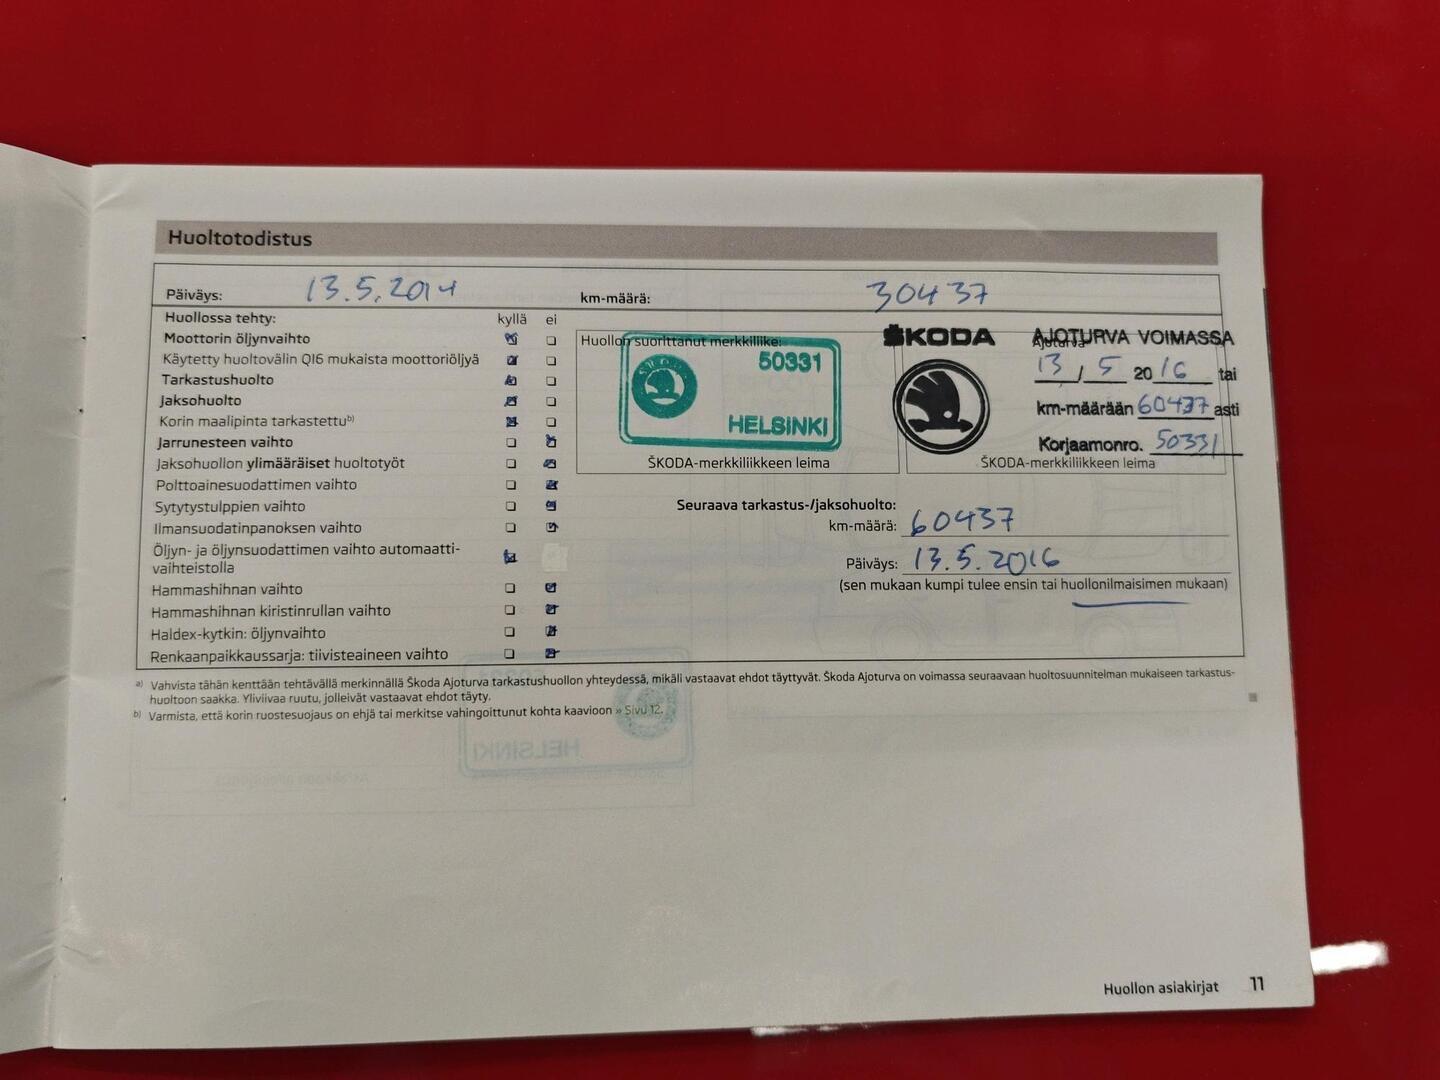 Huoltotodistus
Päiväys: 13.5.2014 km-määrä: 30437
Huollossa tehty: kyllä ei
Moottorin öljynvaihto
Käytetty huoltovälin QI6 mukaista moottoriöljyä
Tarkastushuolto
Jaksohuolto
Korin maalipinta tarkastettu b)
Jarrunesteen vaihto
Jaksohuollon ylimääräiset huoltotyöt
Polttoainesuodattimen vaihto
Sytytystulppien vaihto
Ilmansuodatinpanoksen vaihto
Öljyn- ja öljynsuodattimen vaihto automaatti-
vaihteistolla
Hammashihnan vaihto
Hammashihnan kiristinrullan vaihto
Haldex-kytkin: öljynvaihto
Renkaanpaikkaussarja: tiivisteaineen vaihto
Huollon suorittanut merkkiliike:
50331
HELSINKI
ŠKODA-merkkiliikkeen leima
ŠKODA
Ajoturva
AJOTURVA VOIMASSA
13 / 5 2016 tai
km-määrään 60437 asti
Korjaamonro. 50331
ŠKODA-merkkiliikkeen leima
Seuraava tarkastus-/jaksohuolto:
km-määrä: 60437
Päiväys: 13.5.2016
(sen mukaan kumpi tulee ensin tai huollonilmaisimen mukaan)
a) Vahvista tähän kenttään tehtävällä merkinnällä Škoda Ajoturva tarkastushuollon yhteydessä, mikäli vastaavat ehdot täyttyvät. Škoda Ajoturva on voimassa seuraavaan huoltosuunnitelman mukaiseen tarkastus-
huoltoon saakka. Yliviivaa ruutu, jolleivät vastaavat ehdot täyty.
b) Varmista, että korin ruostesuojaus on ehjä tai merkitse vahingoittunut kohta kaavioon » Sivu 12.
HELSINKI
Huollon asiakirjat 11